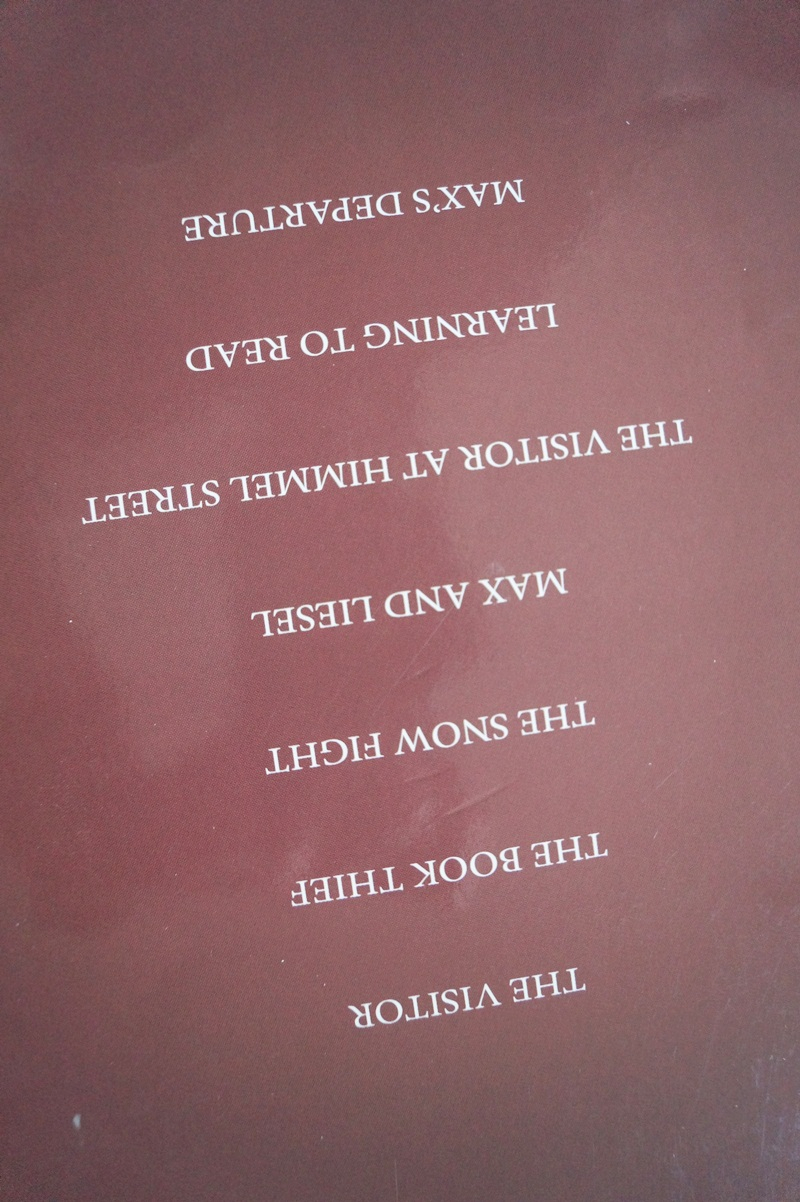 THE VISITOR
THE BOOK THIEF
THE SNOW FIGHT
MAX AND LIESEL
THE VISITOR AT HIMMEL STREET
LEARNING TO READ
MAX'S DEPARTURE